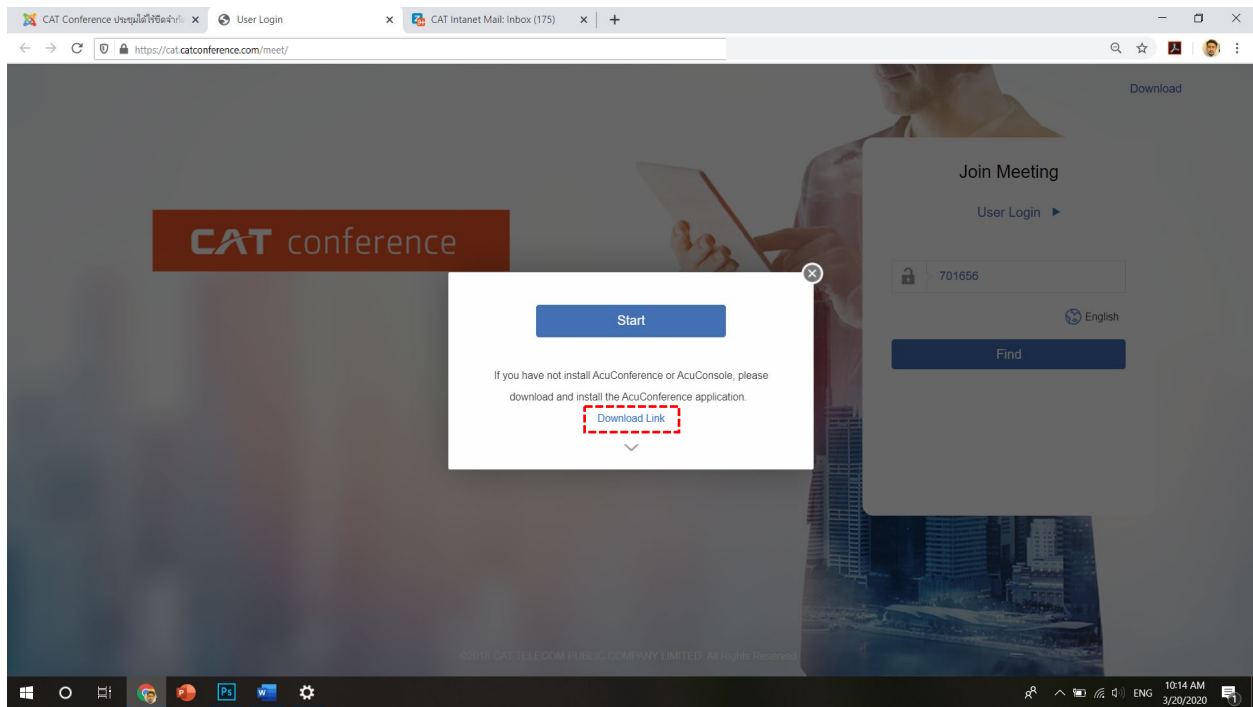 CAT Conference ประชุมได้ไร้ขีดจำกั
User Login
CAT Intanet Mail: Inbox (175)
https://cat.catconference.com/meet/
Download
Join Meeting
User Login
CAT conference
701656
Start
English
Find
If you have not install AcuConference or AcuConsole, please
download and install the AcuConference application.
Download Link
©2018 CAT TELECOM PUBLIC COMPANY LIMITED. All Rights Reserved
Ps
ENG
10:14 AM
3/20/2020
1